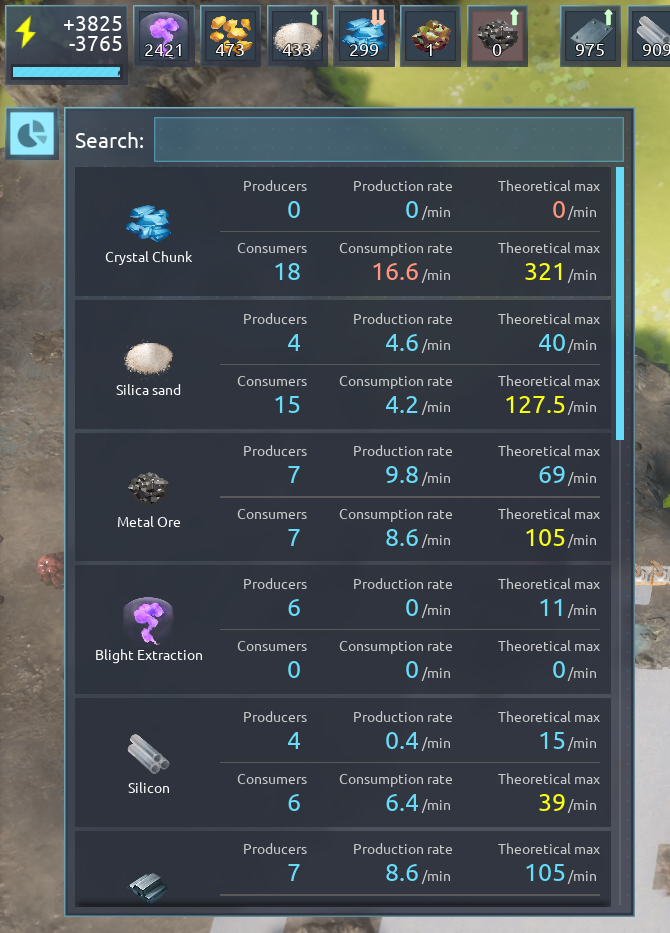 +3825
-3765
2421
473
433
299
1
0
975
909
Search:
Crystal Chunk
Producers Production rate Theoretical max
0 0/min 0/min
Consumers Consumption rate Theoretical max
18 16.6/min 321/min
Silica sand
Producers Production rate Theoretical max
4 4.6/min 40/min
Consumers Consumption rate Theoretical max
15 4.2/min 127.5/min
Metal Ore
Producers Production rate Theoretical max
7 9.8/min 69/min
Consumers Consumption rate Theoretical max
7 8.6/min 105/min
Blight Extraction
Producers Production rate Theoretical max
6 0/min 11/min
Consumers Consumption rate Theoretical max
0 0/min 0/min
Silicon
Producers Production rate Theoretical max
4 0.4/min 15/min
Consumers Consumption rate Theoretical max
6 6.4/min 39/min
Producers Production rate Theoretical max
7 8.6/min 105/min